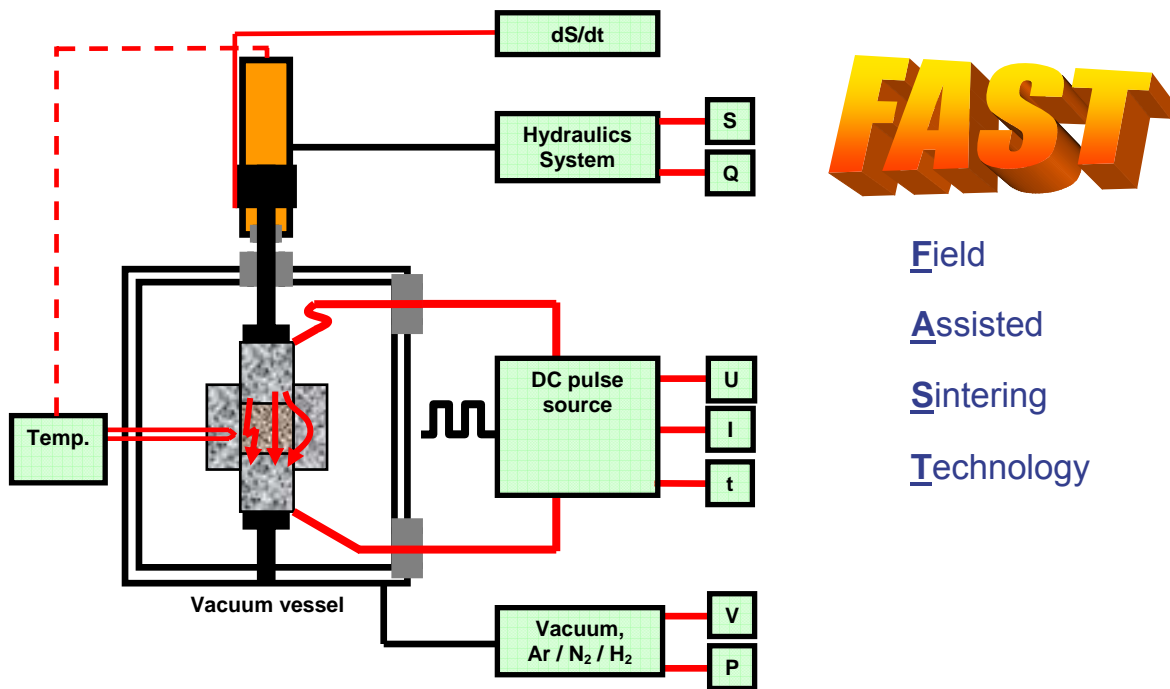 dS/dt
Hydraulics
System
S
Q
FAST
Field
Assisted
Sintering
Technology
Temp.
DC pulse
source
U
I
t
Vacuum vessel
Vacuum,
Ar / N₂ / H₂
V
P